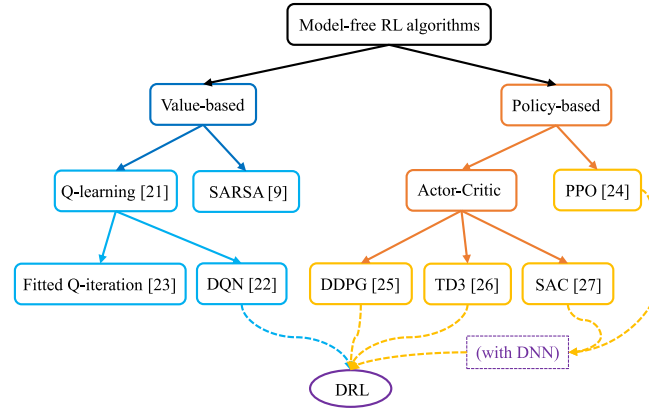 Model-free RL algorithms
Value-based
Policy-based
Q-learning [21]
SARSA [9]
Actor-Critic
PPO [24]
Fitted Q-iteration [23]
DQN [22]
DDPG [25]
TD3 [26]
SAC [27]
(with DNN)
DRL